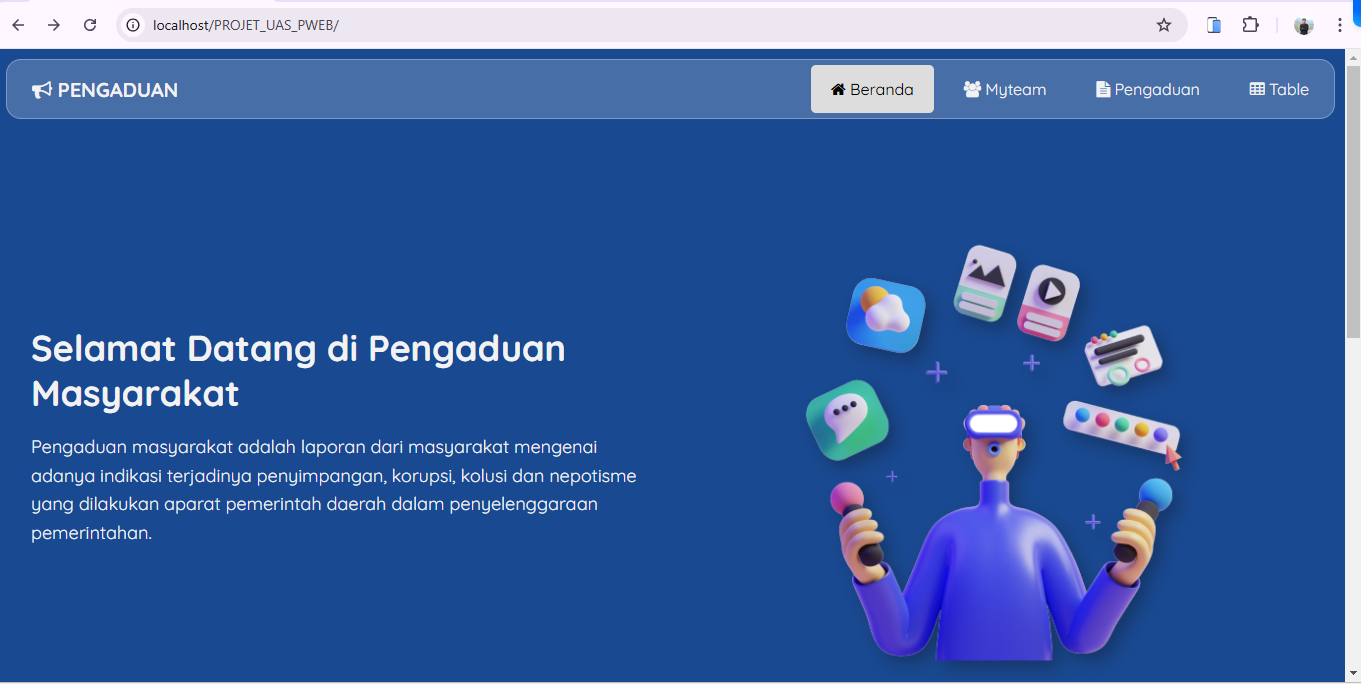 localhost/PROJET_UAS_PWEB/
PENGADUAN
Beranda
Myteam
Pengaduan
Table
Selamat Datang di Pengaduan
Masyarakat
Pengaduan masyarakat adalah laporan dari masyarakat mengenai
adanya indikasi terjadinya penyimpangan, korupsi, kolusi dan nepotisme
yang dilakukan aparat pemerintah daerah dalam penyelenggaraan
pemerintahan.